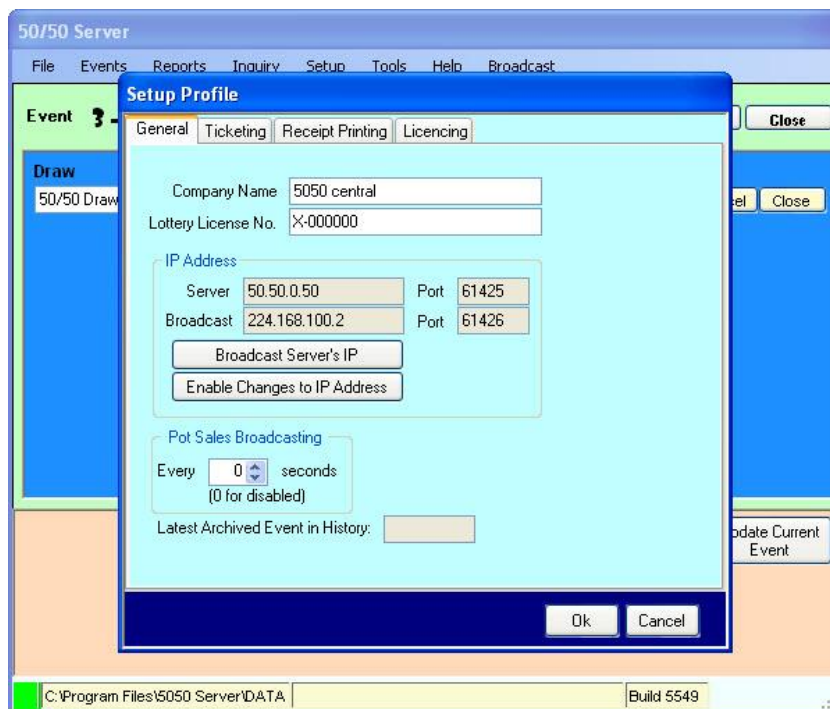 50/50 Server
File Events Reports Inquiry Setup Tools Help Broadcast
Setup Profile
Event 3 -
Close
General Ticketing Receipt Printing Licencing
Draw
50/50 Draw
Close
Company Name 5050 central
Lottery License No. X-000000
IP Address
Server 50.50.0.50 Port 61425
Broadcast 224.168.100.2 Port 61426
Broadcast Server's IP
Enable Changes to IP Address
Pot Sales Broadcasting
Every 0 seconds
(0 for disabled)
Latest Archived Event in History:
Current
Event
Ok Cancel
C:\Program Files\5050 Server\DATA Build 5549